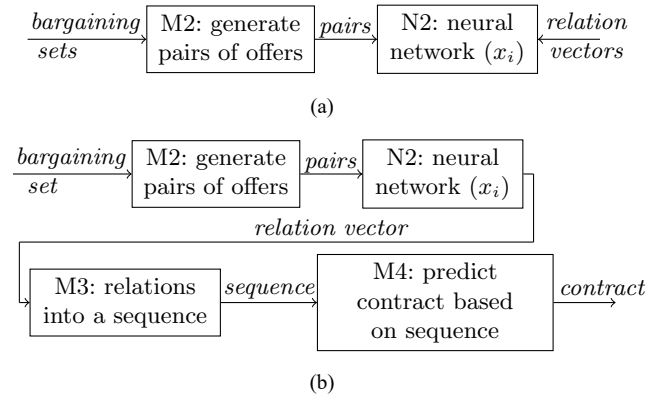 bargaining
sets
M2: generate
pairs of offers
pairs
N2: neural
network (xᵢ)
relation
vectors
(a)
bargaining
set
M2: generate
pairs of offers
pairs
N2: neural
network (xᵢ)
relation vector
M3: relations
into a sequence
sequence
M4: predict
contract based
on sequence
contract
(b)